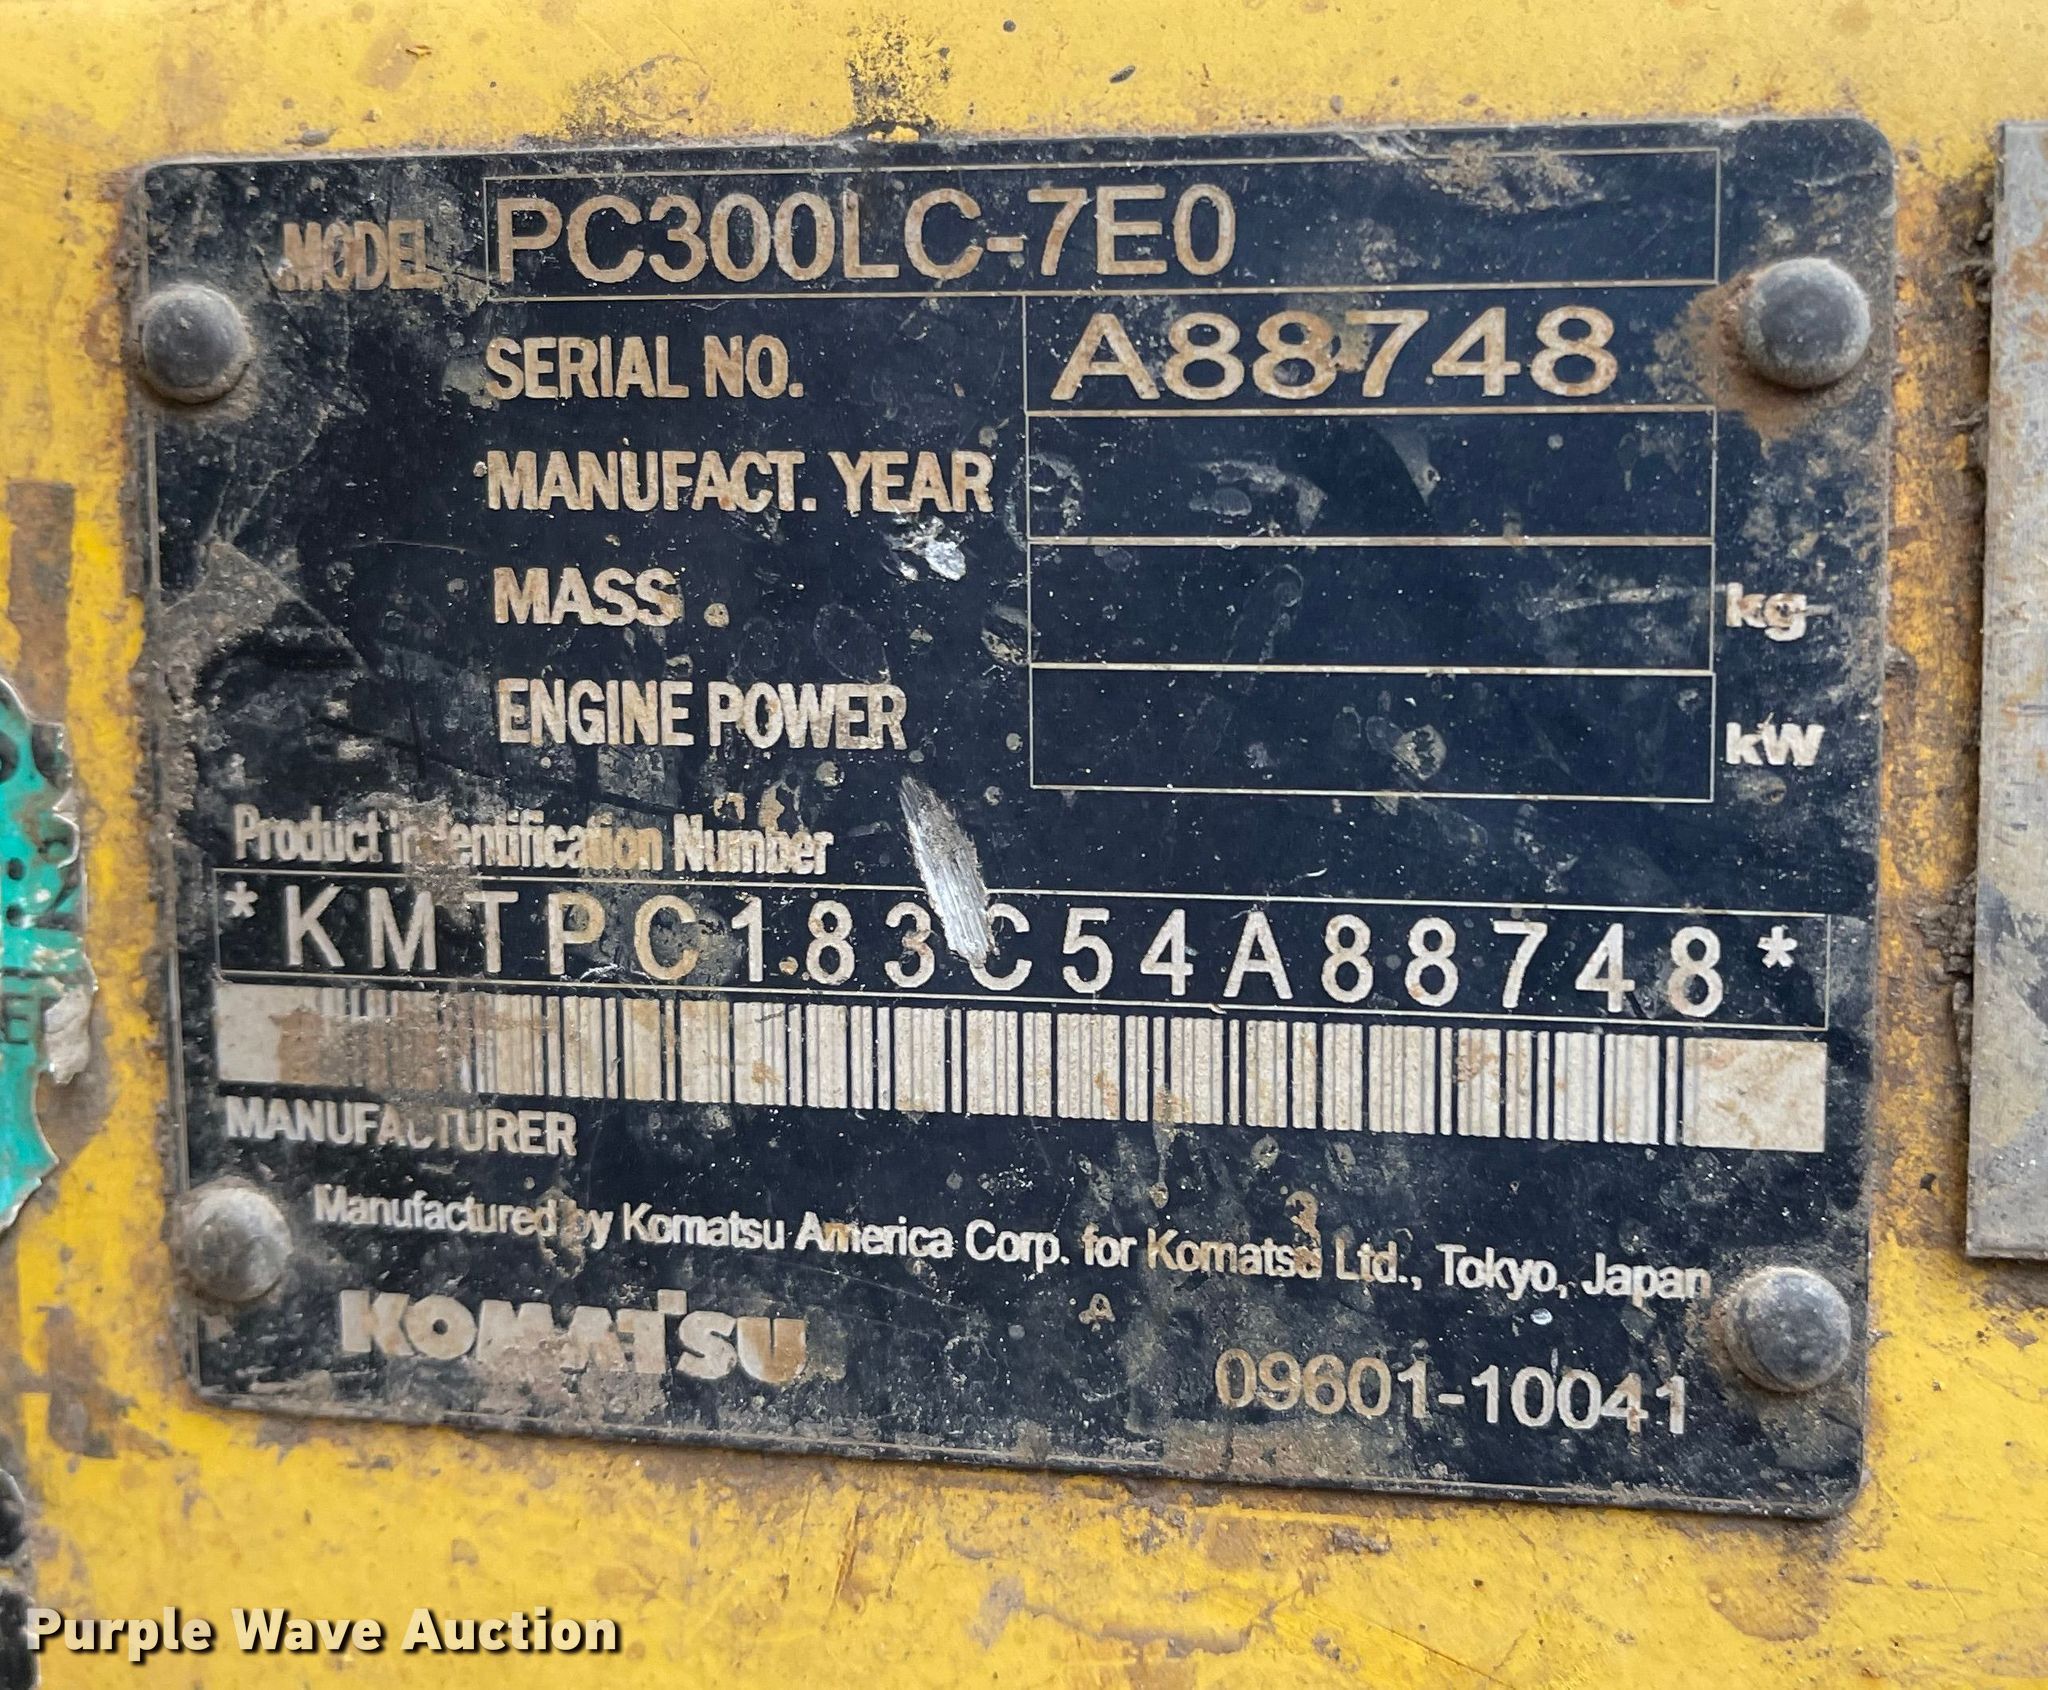 MODEL PC300LC-7E0
SERIAL NO. A88748
MANUFACT. YEAR
MASS kg
ENGINE POWER kW
Product Identification Number
*KMTPC183C54A88748*
MANUFACTURER
Manufactured by Komatsu America Corp. for Komatsu Ltd., Tokyo, Japan
KOMATSU
09601-10041
E
Purple Wave Auction